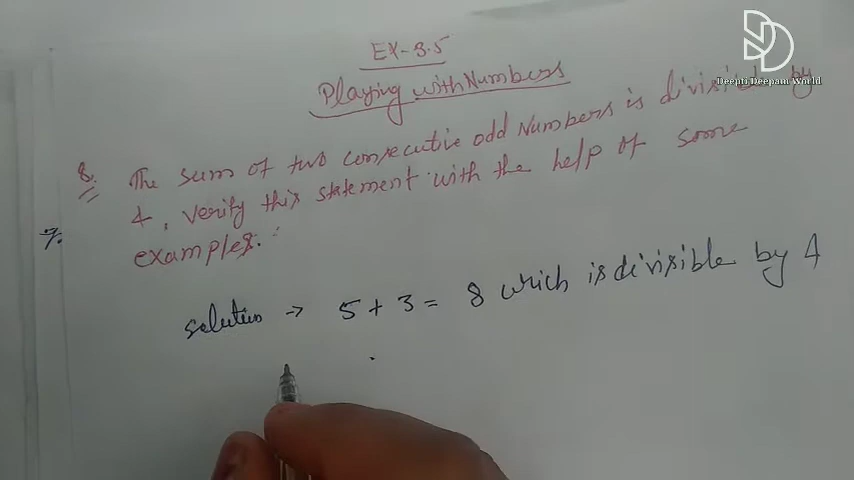 Deepti Deepam World
EX-3.5
Playing with Numbers
8. The sum of two consecutive odd Numbers is divisible by
4. Verify this statement with the help of some
7.
examples.
solution → 5 + 3 = 8 which is divisible by 4